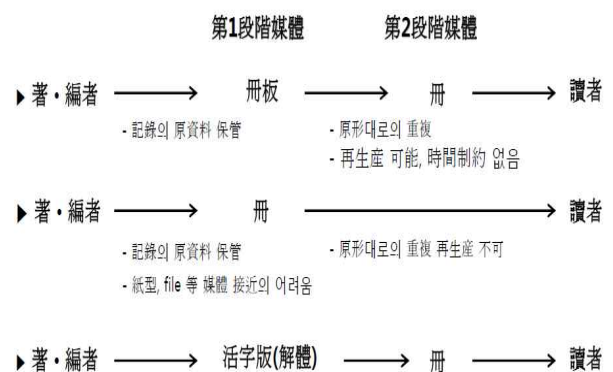 第1段階媒體 第2段階媒體
▶ 著・編者 → 冊板 → 冊 → 讀者
- 記錄의 原資料 保管 - 原形대로의 重複
- 再生産 可能, 時間制約 없음
▶ 著・編者 → 冊 → 讀者
- 記錄의 原資料 保管 - 原形대로의 重複 再生産 不可
- 紙型, file 等 媒體 接近의 어려움
▶ 著・編者 → 活字版(解體) → 冊 → 讀者